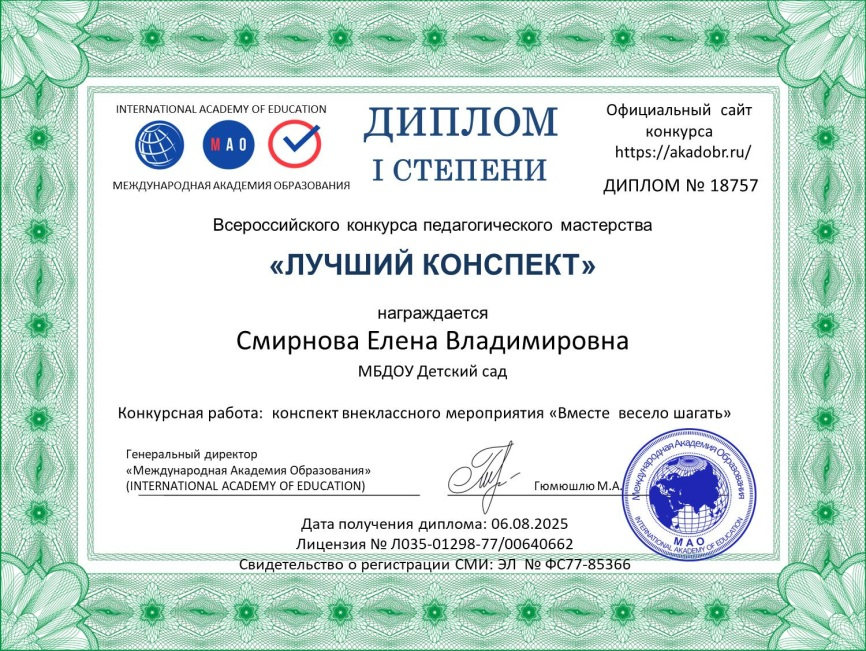 INTERNATIONAL ACADEMY OF EDUCATION
МАО
МЕЖДУНАРОДНАЯ АКАДЕМИЯ ОБРАЗОВАНИЯ
ДИПЛОМ
I СТЕПЕНИ
Официальный сайт
конкурса
https://akadobr.ru/
ДИПЛОМ № 18757
Всероссийского конкурса педагогического мастерства
«ЛУЧШИЙ КОНСПЕКТ»
награждается
Смирнова Елена Владимировна
МБДОУ Детский сад
Конкурсная работа: конспект внеклассного мероприятия «Вместе весело шагать»
Генеральный директор
«Международная Академия Образования»
(INTERNATIONAL ACADEMY OF EDUCATION)
Гюмюшлю М.А.
Международная Академия Образования
МАО
INTERNATIONAL ACADEMY OF EDUCATION
Дата получения диплома: 06.08.2025
Лицензия № Л035-01298-77/00640662
Свидетельство о регистрации СМИ: ЭЛ № ФС77-85366